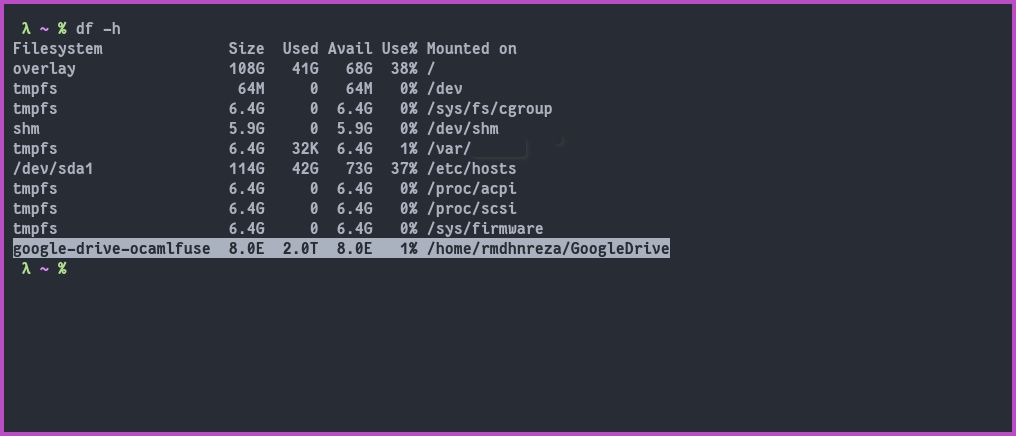 λ ~ % df -h
Filesystem Size Used Avail Use% Mounted on
overlay 108G 41G 68G 38% /
tmpfs 64M 0 64M 0% /dev
tmpfs 6.4G 0 6.4G 0% /sys/fs/cgroup
shm 5.9G 0 5.9G 0% /dev/shm
tmpfs 6.4G 32K 6.4G 1% /var/
/dev/sda1 114G 42G 73G 37% /etc/hosts
tmpfs 6.4G 0 6.4G 0% /proc/acpi
tmpfs 6.4G 0 6.4G 0% /proc/scsi
tmpfs 6.4G 0 6.4G 0% /sys/firmware
google-drive-ocamlfuse 8.0E 2.0T 8.0E 1% /home/rmdhnreza/GoogleDrive
λ ~ %